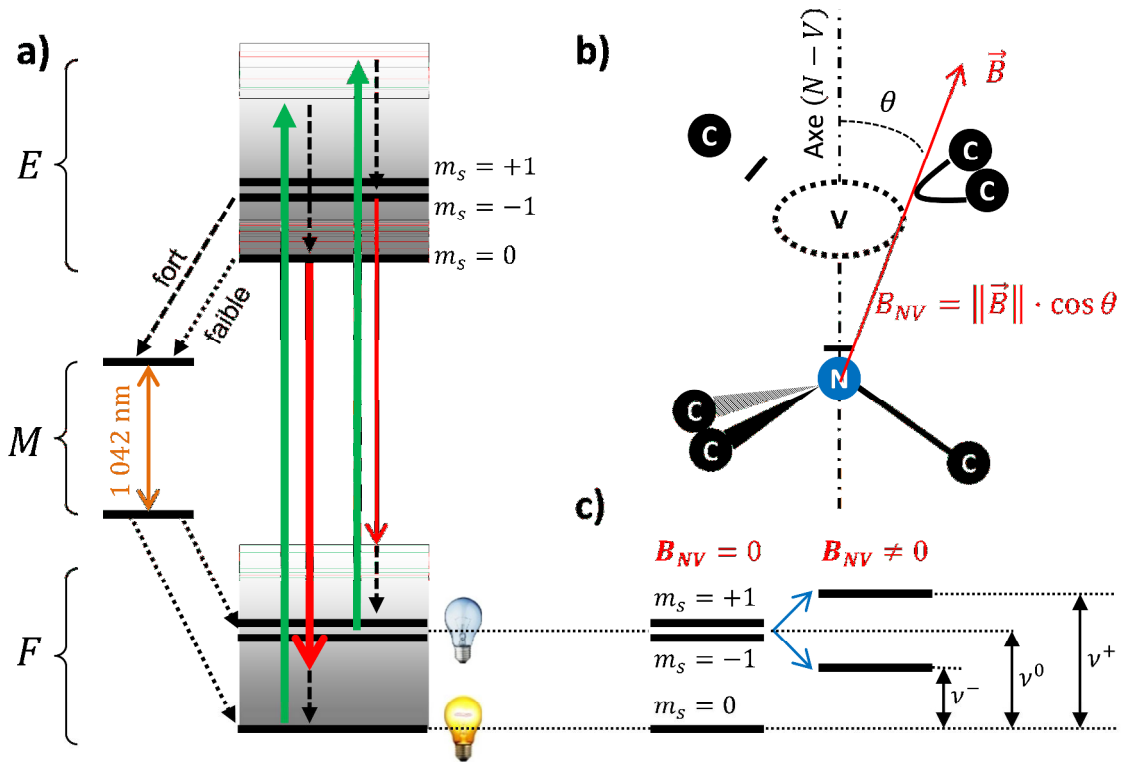 a)
E
m_s = +1
m_s = −1
m_s = 0
fort
faible
M
1 042 nm
F
b)
Axe (N − V)
θ
B⃗
C
C
C
V
B_NV = ‖B⃗‖ · cos θ
N
C
C
C
c)
B_NV = 0
B_NV ≠ 0
m_s = +1
m_s = −1
m_s = 0
ν⁻
ν⁰
ν⁺